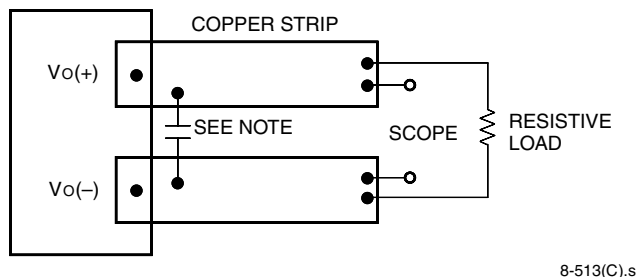 COPPER STRIP
VO(+)
SEE NOTE
SCOPE
RESISTIVE
LOAD
VO(–)
8-513(C).s